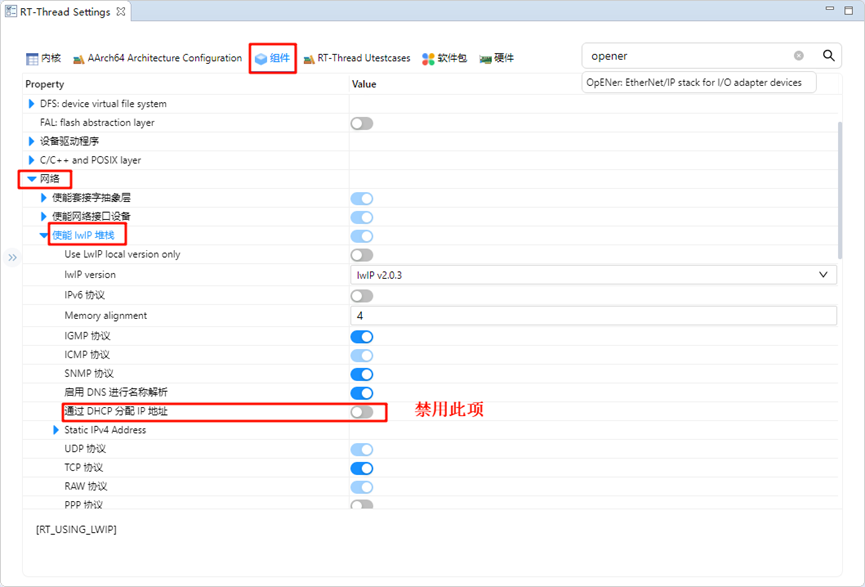 RT-Thread Settings
内核 AArch64 Architecture Configuration 组件 RT-Thread Utestcases 软件包 硬件 opener
OpENer: EtherNet/IP stack for I/O adapter devices
Property Value
DFS: device virtual file system
FAL: flash abstraction layer
设备驱动程序
C/C++ and POSIX layer
网络
使能套接字抽象层
使能网络接口设备
使能 lwIP 堆栈
Use LwIP local version only
lwIP version lwIP v2.0.3
IPv6 协议
Memory alignment 4
IGMP 协议
ICMP 协议
SNMP 协议
启用 DNS 进行名称解析
通过 DHCP 分配 IP 地址 禁用此项
Static IPv4 Address
UDP 协议
TCP 协议
RAW 协议
PPP 协议
[RT_USING_LWIP]